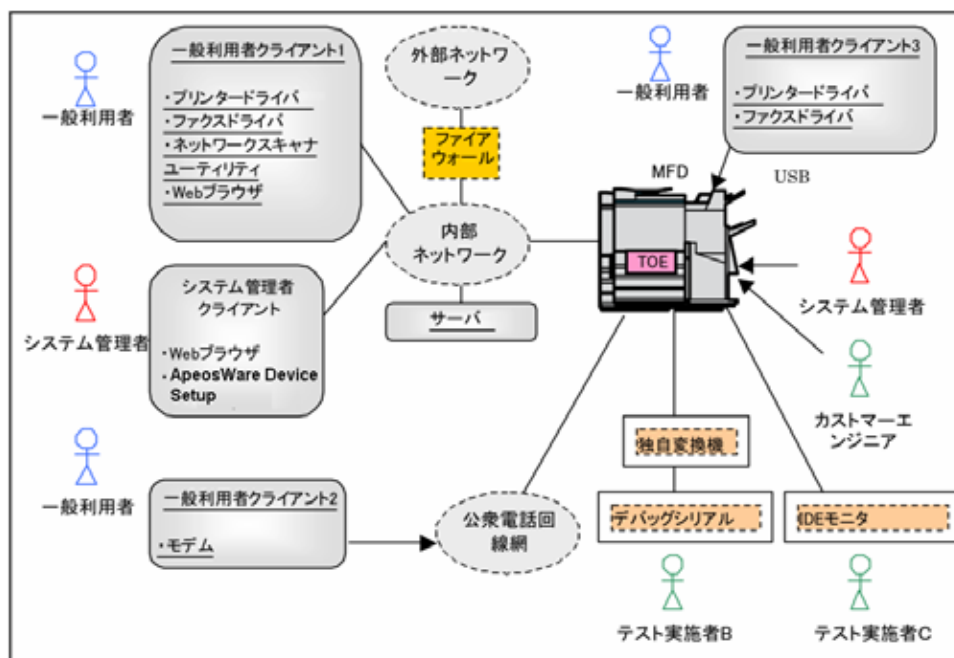 一般利用者クライアント1
・プリンタードライバ
・ファクスドライバ
・ネットワークスキャナ
ユーティリティ
・Webブラウザ
一般利用者
外部ネットワ
ーク
ファイア
ウォール
内部
ネットワーク
サーバ
一般利用者
一般利用者クライアント3
・プリンタードライバ
・ファクスドライバ
MFD
USB
TOE
システム管理者
カストマーエ
ンジニア
システム管理者
システム管理者
クライアント
・Webブラウザ
・ApeosWare Device
Setup
一般利用者
一般利用者クライアント2
・モデム
公衆電話回
線網
独自変換機
デバッグシリアル
IDEモニタ
テスト実施者B
テスト実施者C